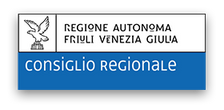 REGIONE AUTONOMA
FRIULI VENEZIA GIULIA
CONSIGLIO REGIONALE